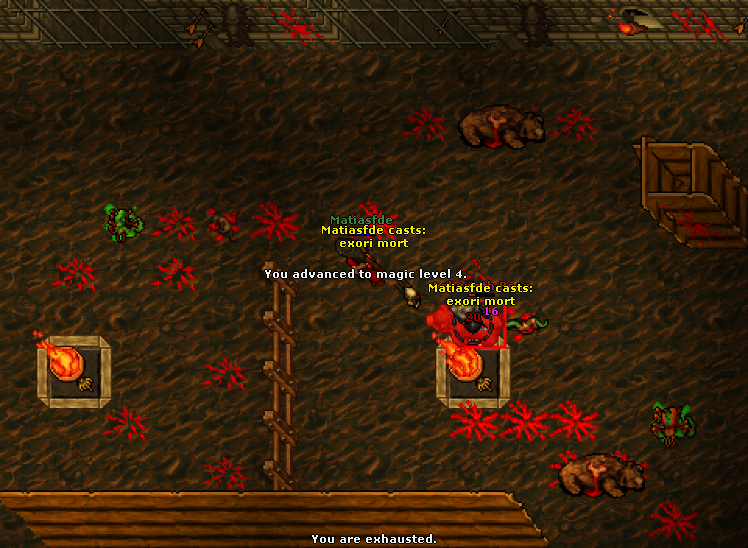 Matiasfde
Matiasfde casts:
exori mort
You advanced to magic level 4.
Matiasfde casts:
exori mort
16
20
You are exhausted.